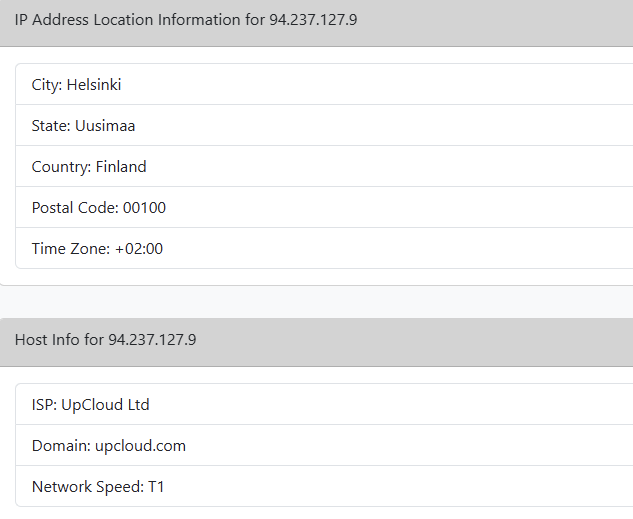 IP Address Location Information for 94.237.127.9
City: Helsinki
State: Uusimaa
Country: Finland
Postal Code: 00100
Time Zone: +02:00
Host Info for 94.237.127.9
ISP: UpCloud Ltd
Domain: upcloud.com
Network Speed: T1